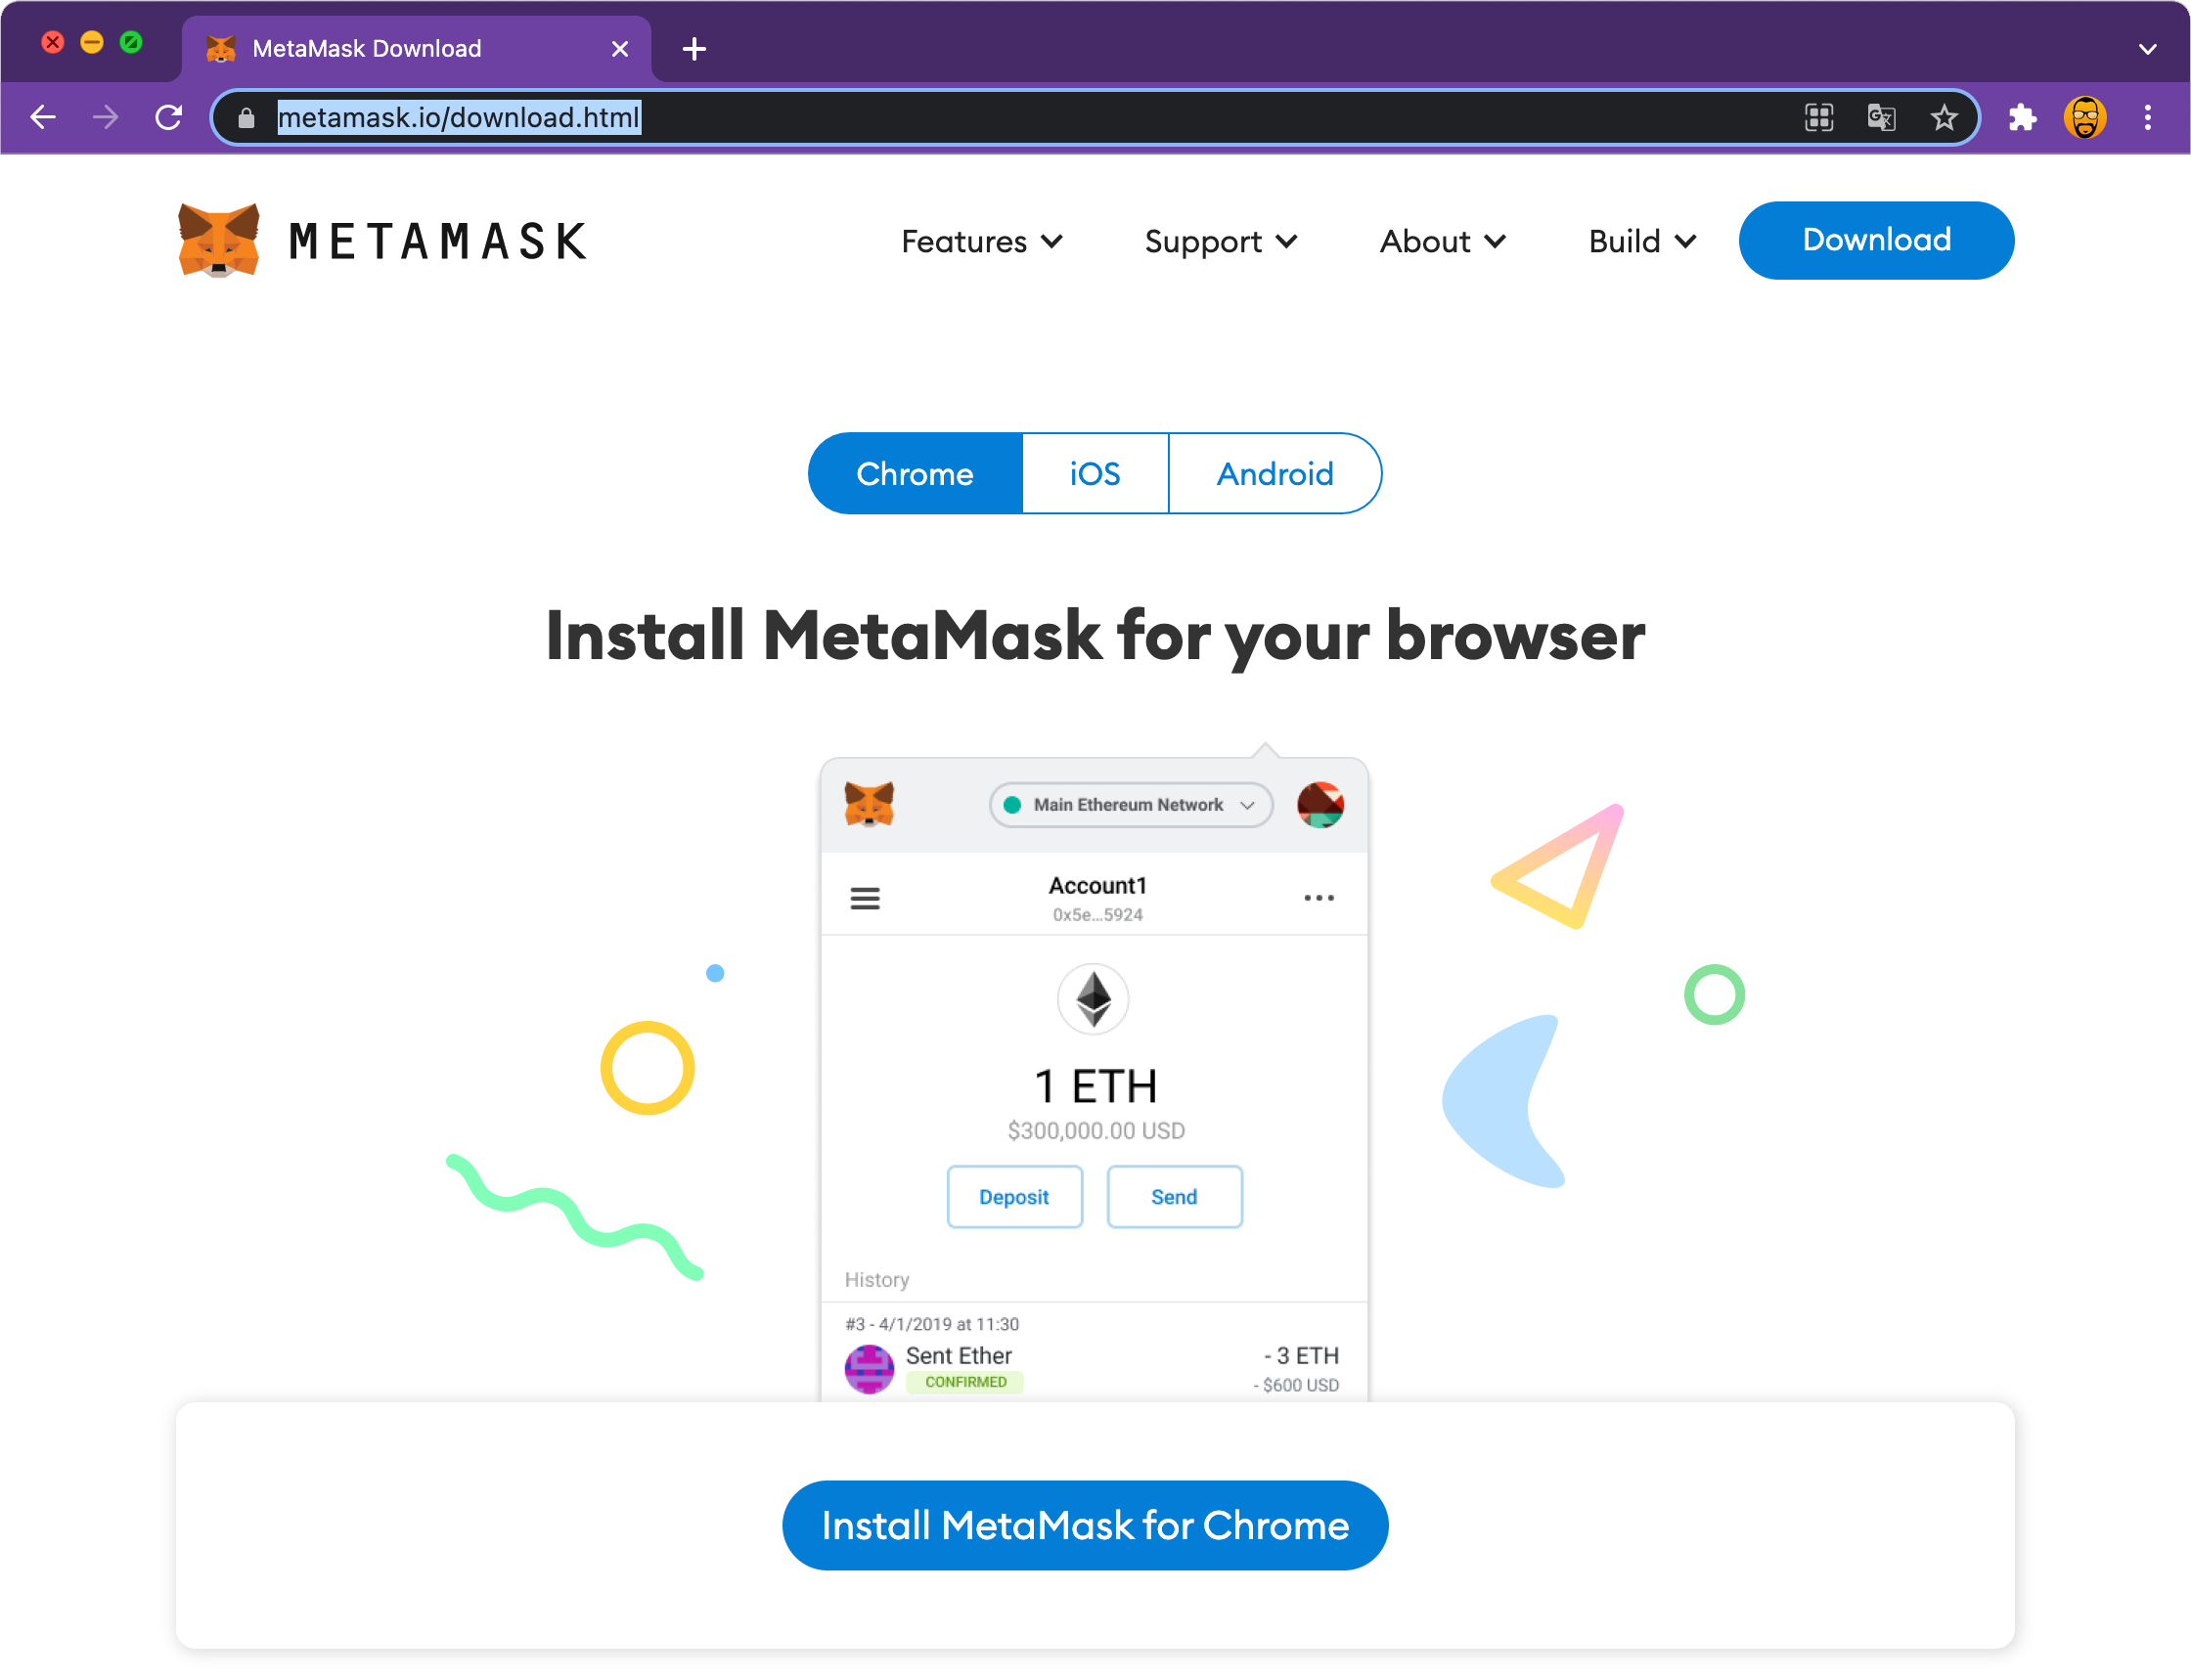 MetaMask Download
metamask.io/download.html
METAMASK
Features
Support
About
Build
Download
Chrome
iOS
Android
Install MetaMask for your browser
Main Ethereum Network
Account1
0x5e...5924
1 ETH
$300,000.00 USD
Deposit
Send
History
#3 - 4/1/2019 at 11:30
Sent Ether
- 3 ETH
CONFIRMED
- $600 USD
Install MetaMask for Chrome